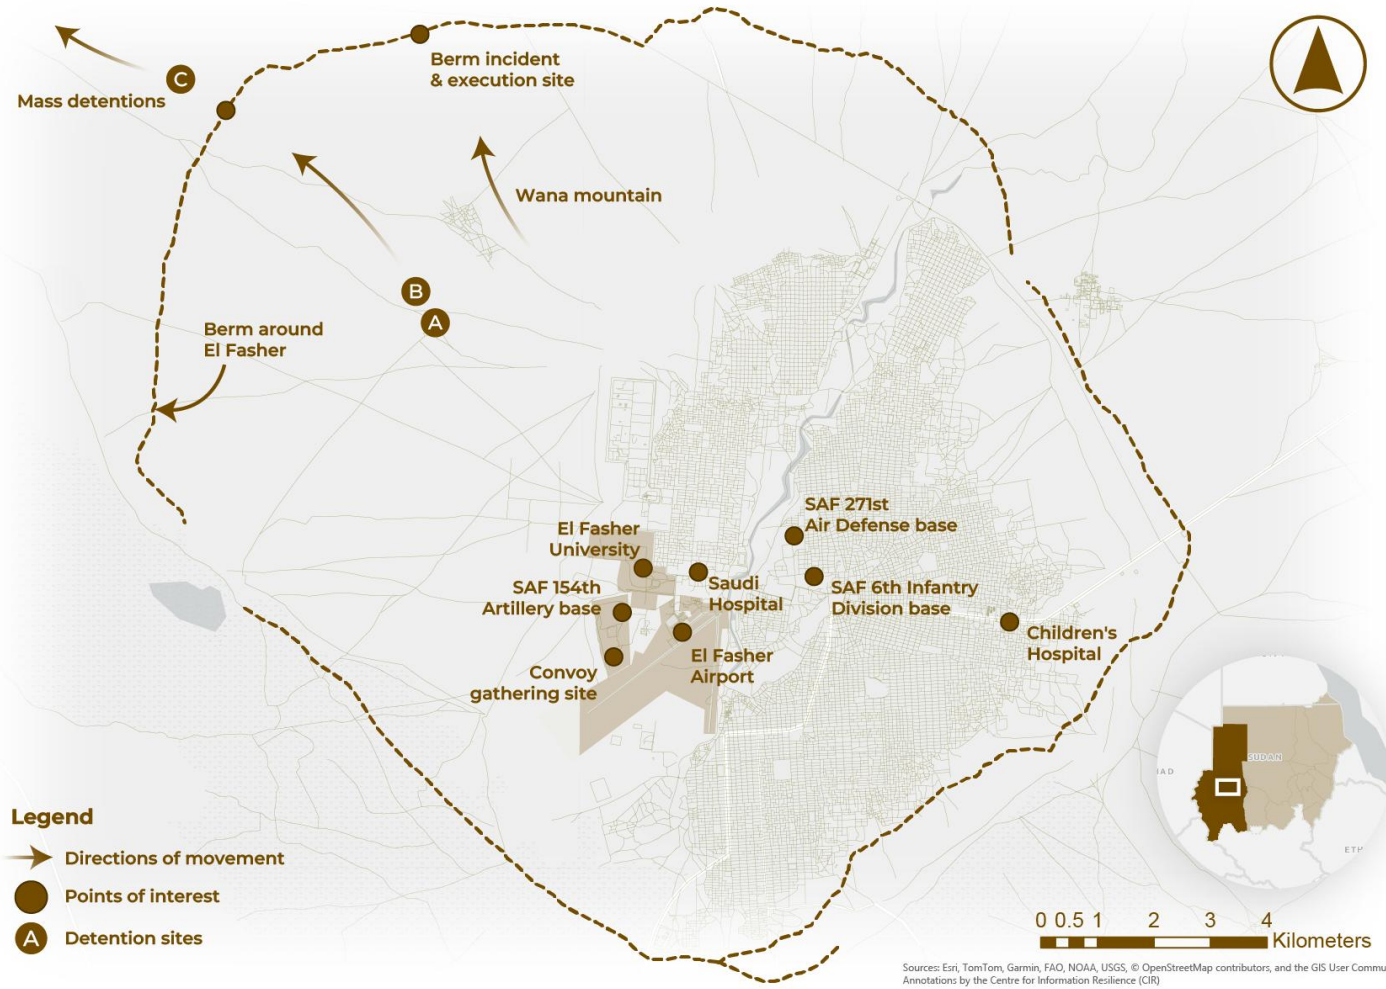 C
Mass detentions
Berm incident
& execution site
Wana mountain
B
A
Berm around
El Fasher
SAF 271st
Air Defense base
El Fasher
University
Saudi
Hospital
SAF 154th
Artillery base
SAF 6th Infantry
Division base
Children's
Hospital
El Fasher
Airport
Convoy
gathering site
SUDAN
IAD
ETH
Legend
Directions of movement
Points of interest
A Detention sites
0 0.5 1 2 3 4
Kilometers
Sources: Esri, TomTom, Garmin, FAO, NOAA, USGS, © OpenStreetMap contributors, and the GIS User Commu
Annotations by the Centre for Information Resilience (CIR)